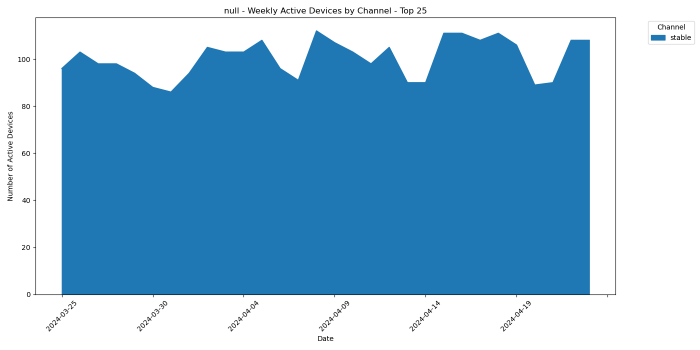 null - Weekly Active Devices by Channel - Top 25
Channel
stable
Number of Active Devices
100
80
60
40
20
0
2024-03-25
2024-03-30
2024-04-04
2024-04-09
2024-04-14
2024-04-19
Date